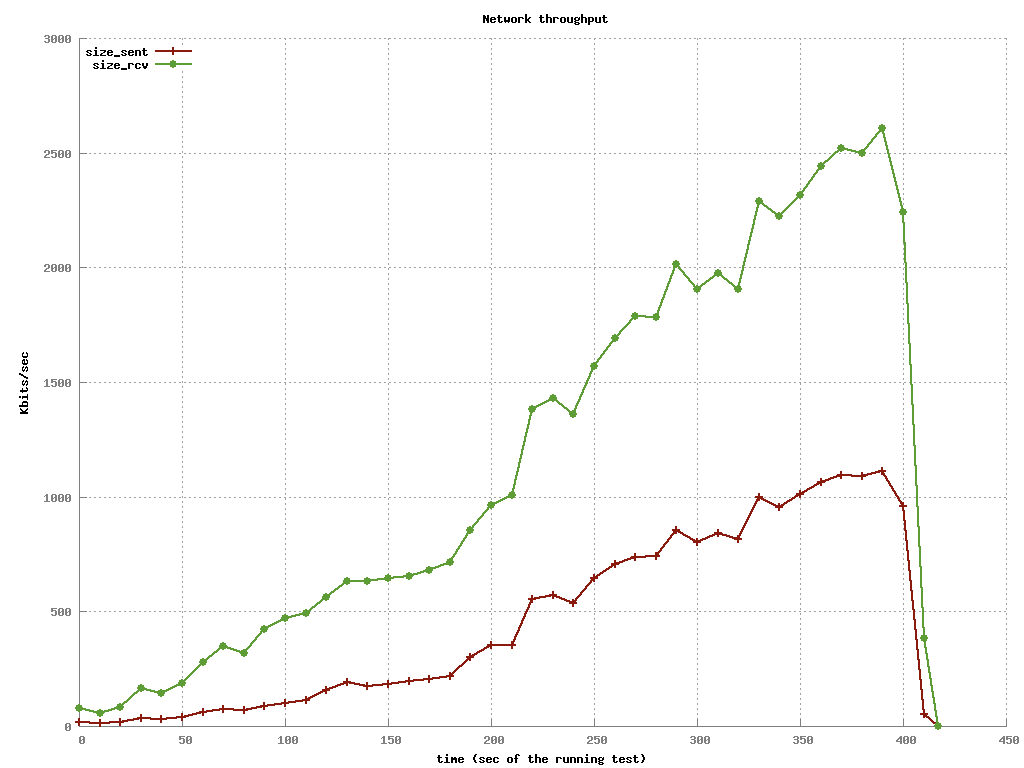 Network throughput
size_sent
size_rcv
3000
2500
2000
1500
1000
500
0
Kbits/sec
0 50 100 150 200 250 300 350 400 450
time (sec of the running test)